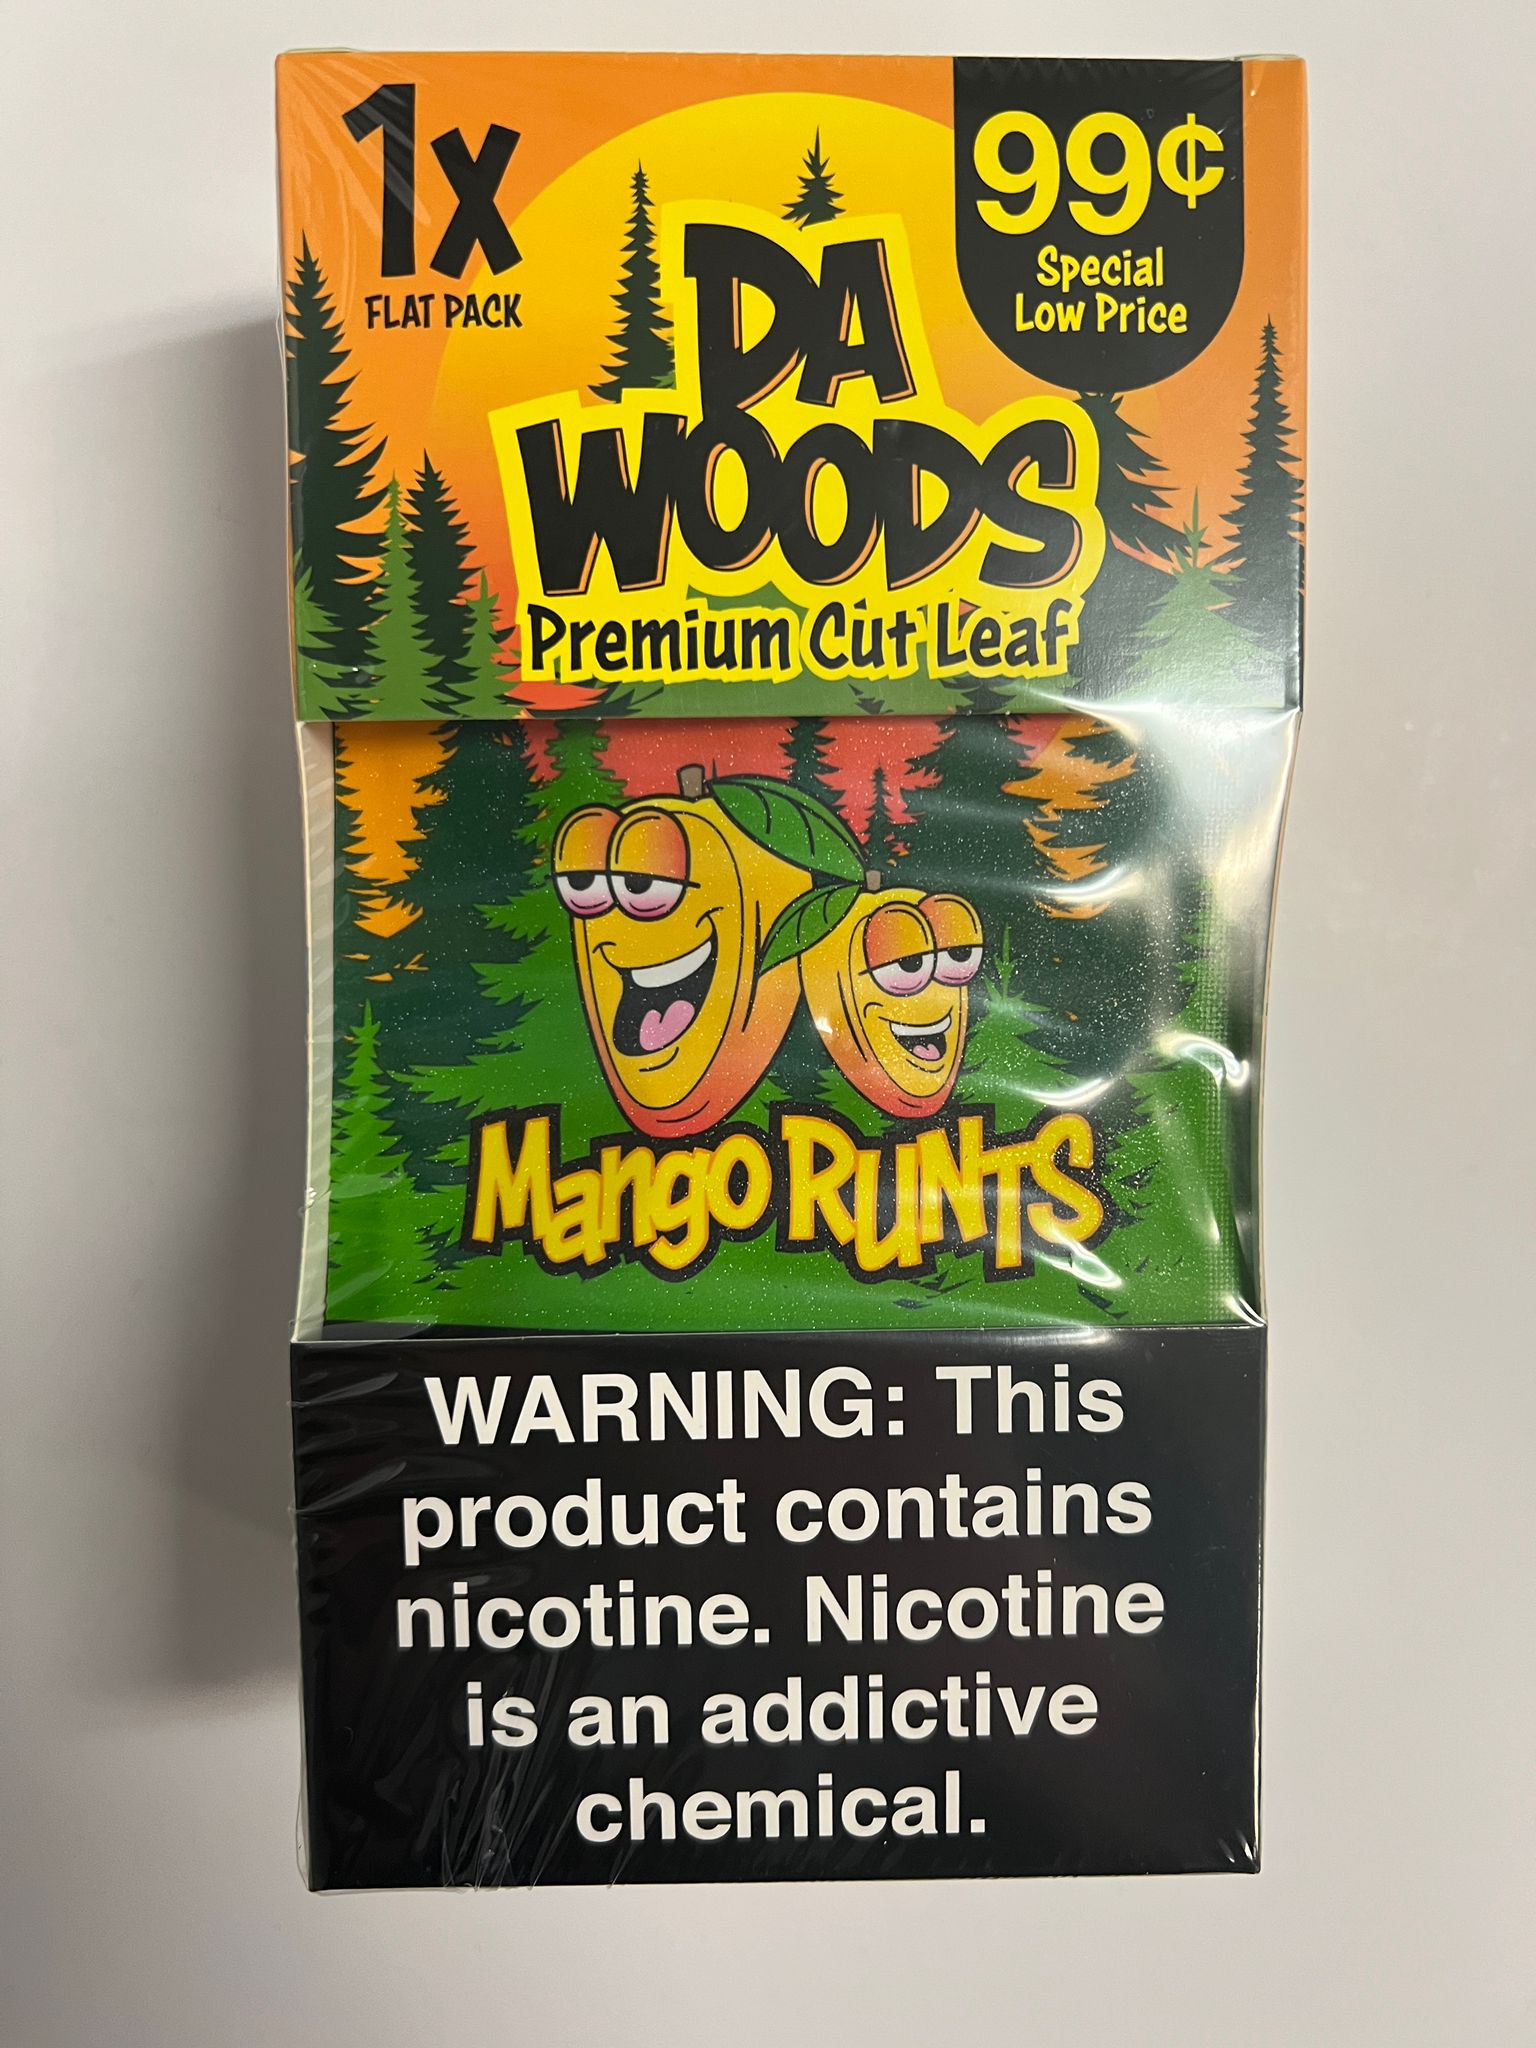 1x
FLAT PACK
99¢
Special
Low Price
DA
WOODS
Premium Cut Leaf
Mango RUNTS
WARNING: This
product contains
nicotine. Nicotine
is an addictive
chemical.